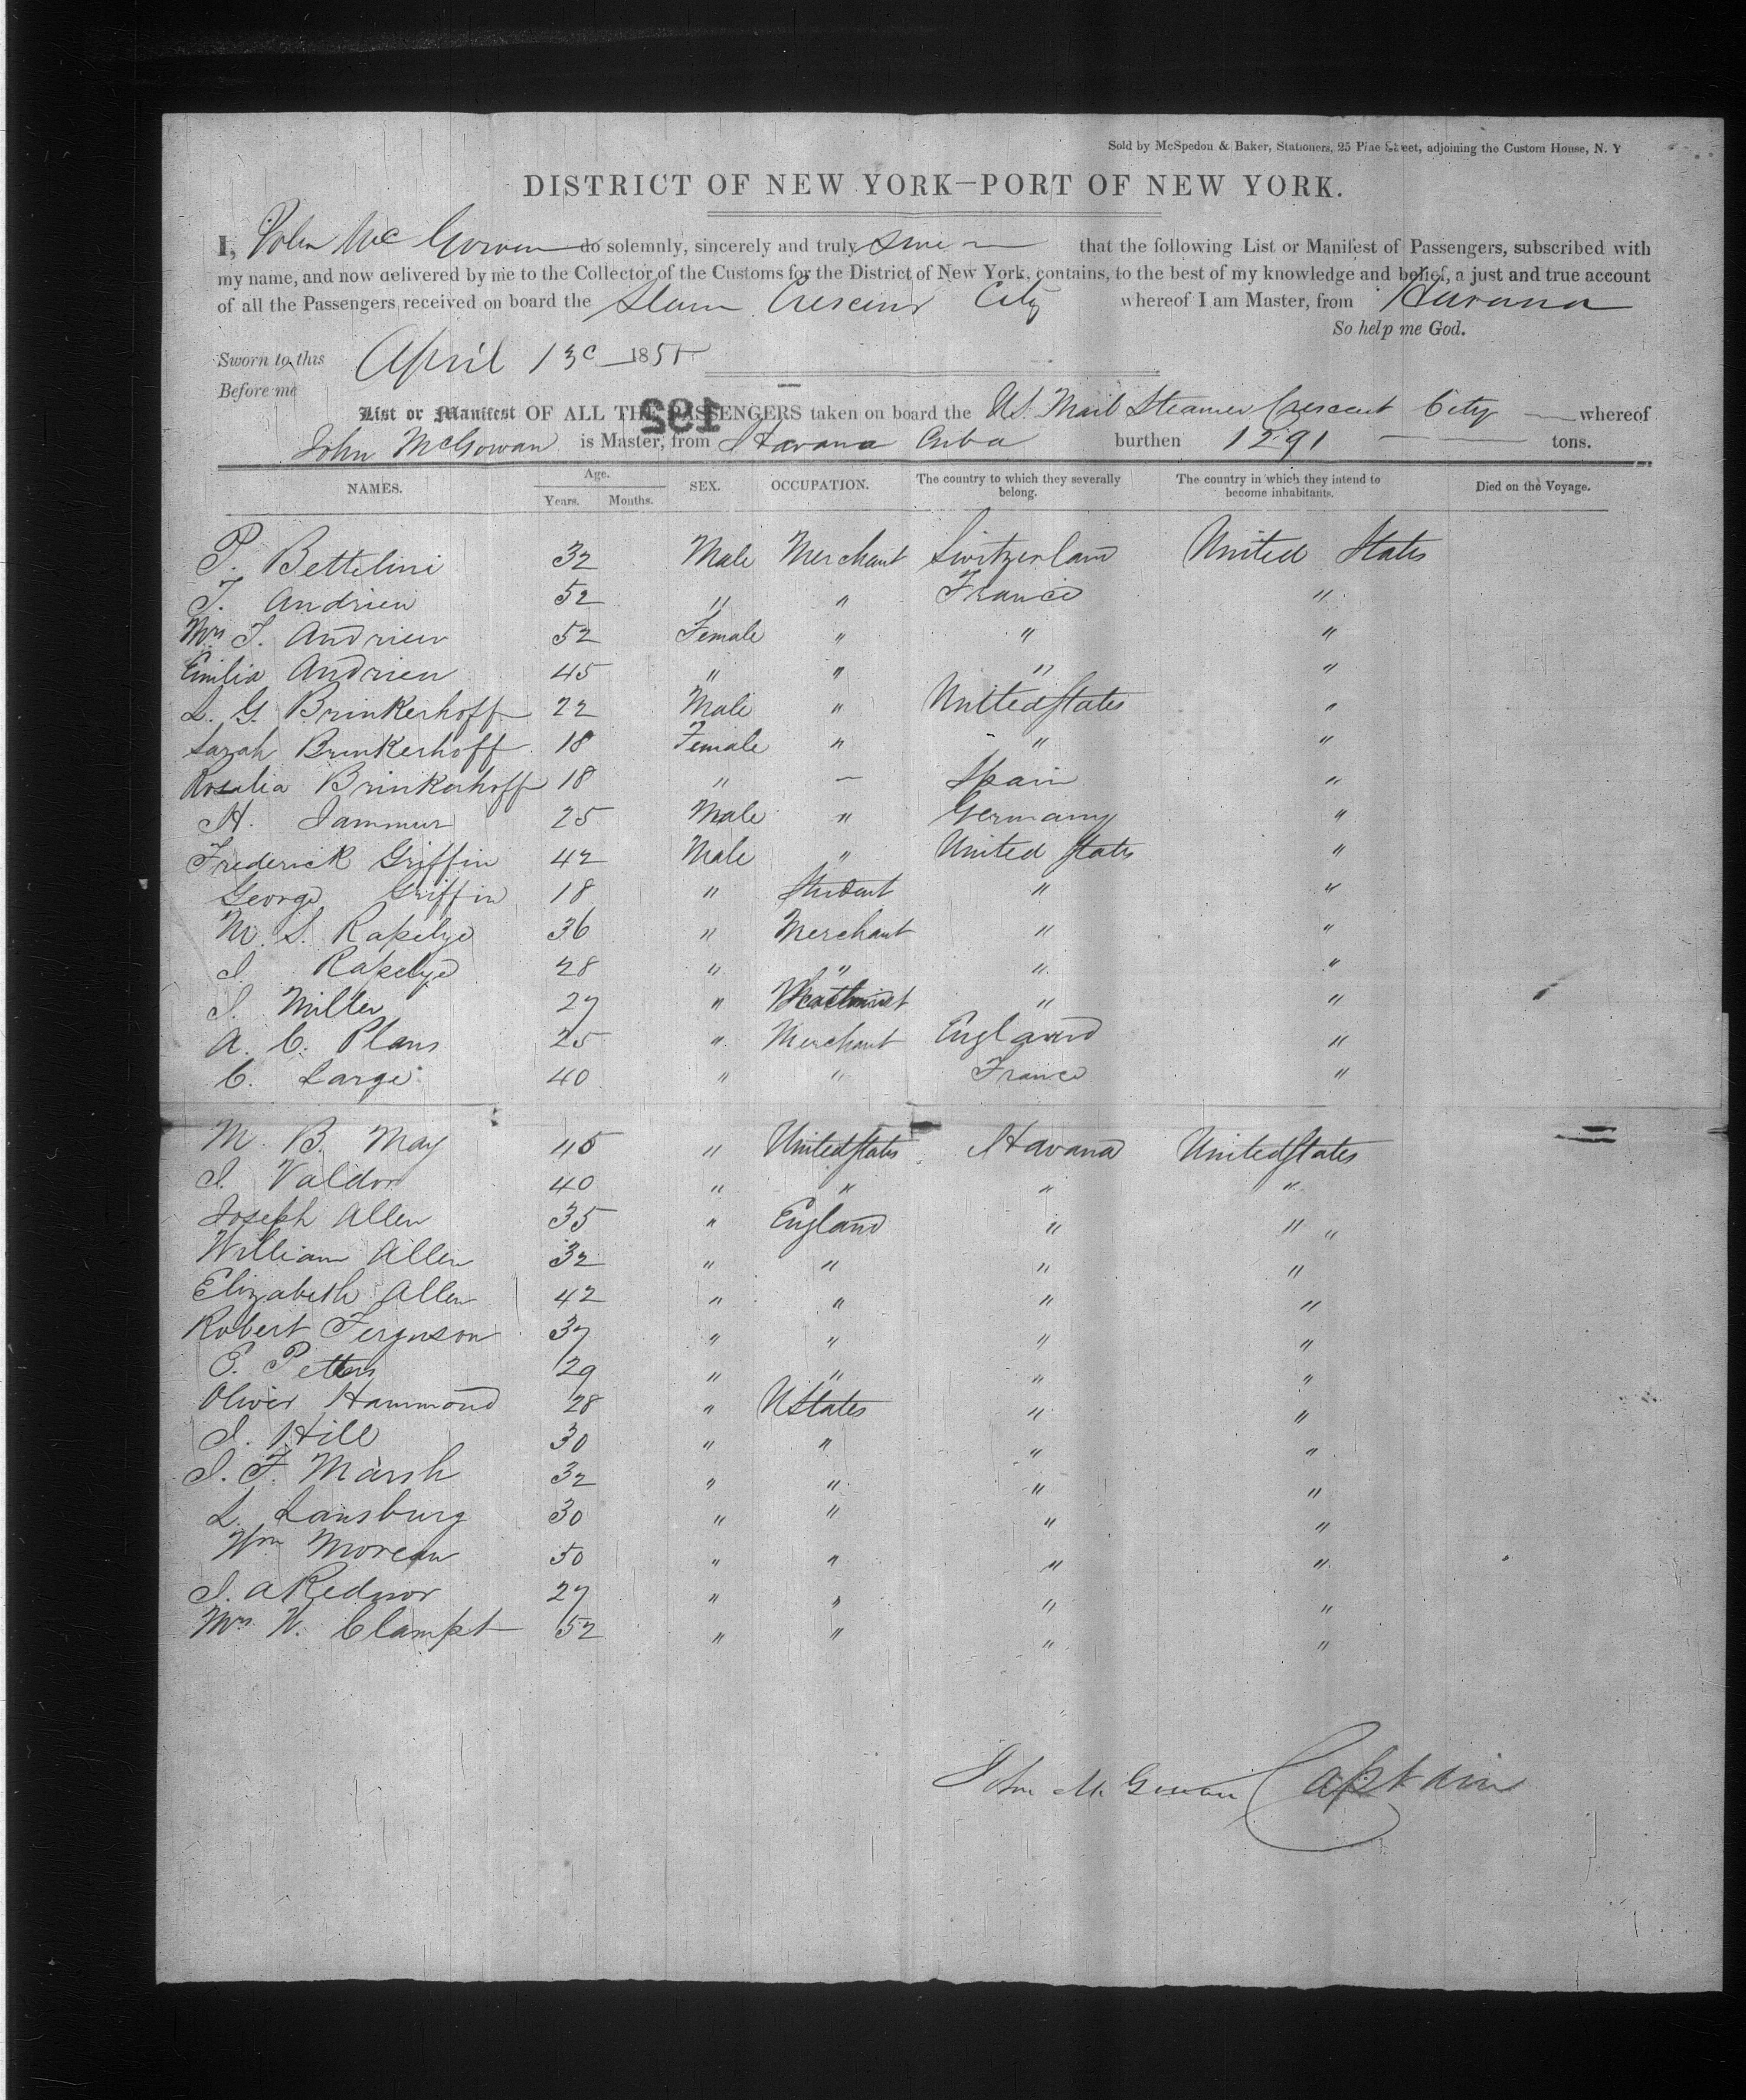 Sold by McSpedon & Baker, Stationers, 25 Pine Street, adjoining the Custom House, N. Y
DISTRICT OF NEW YORK—PORT OF NEW YORK.
I, John McGowan do solemnly, sincerely and truly that the following List or Manifest of Passengers, subscribed with
my name, and now delivered by me to the Collector of the Customs for the District of New York, contains, to the best of my knowledge and belief, a just and true account
of all the Passengers received on board the Steam Crescent City whereof I am Master, from Havana
So help me God.
Sworn to this April 13 1855
Before me
195
List or Manifest OF ALL THE PASSENGERS taken on board the US. Mail Steamer Crescent City whereof
John McGowan is Master, from Havana Cuba burthen 1291 tons.
NAMES. Age. Years. Months. SEX. OCCUPATION. The country to which they severally belong. The country in which they intend to become inhabitants. Died on the Voyage.
P. Bettelini 32 Male Merchant Switzerland United States
T. Andrieu 52 " " France "
Mrs T. Andrieu 52 Female " " "
Emilia Andrieu 45 " " " "
L. G. Brinkerhoff 22 Male " United States "
Sarah Brinkerhoff 18 Female " " "
Rosalia Brinkerhoff 18 " — Spain "
H. Jammur 25 Male " Germany "
Frederick Griffin 42 Male " United States "
George Griffin 18 " Student " "
M. S. Rapelye 36 " Merchant " "
J. Rapelye 28 " " " "
J. Miller 27 " " "
A. C. Plans 25 " Merchant England "
C. Large 40 " " France "
M. B. May 45 " United States Havana United States
J. Valdor 40 " " " "
Joseph Allen 35 " England " " "
William Allen 32 " " " "
Elizabeth Allen 42 " " " "
Robert Ferguson 37 " " " "
E. Petters 29 " " " "
Oliver Hammond 28 " UStates " "
J. Hill 30 " " " "
J. F. Marsh 32 " " " "
L. Lansburg 30 " " " "
Wm Moreau 50 " " " "
J. A Redmor 27 " " " "
Mrs W. Clampt 52 " " " "
John McGowan Captain